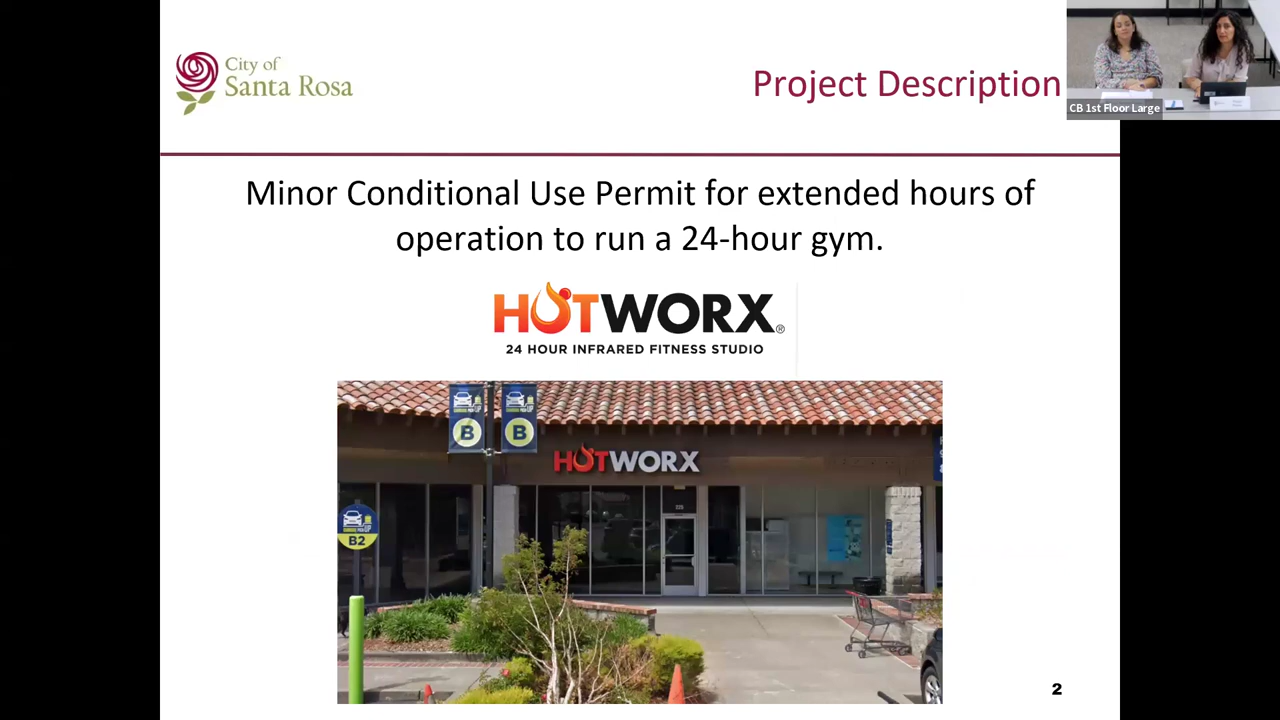 City of
Santa Rosa
Project Description
CB 1st Floor Large
Minor Conditional Use Permit for extended hours of
operation to run a 24-hour gym.
HOTWORX®
24 HOUR INFRARED FITNESS STUDIO
B
B
HOTWORX
B2
2